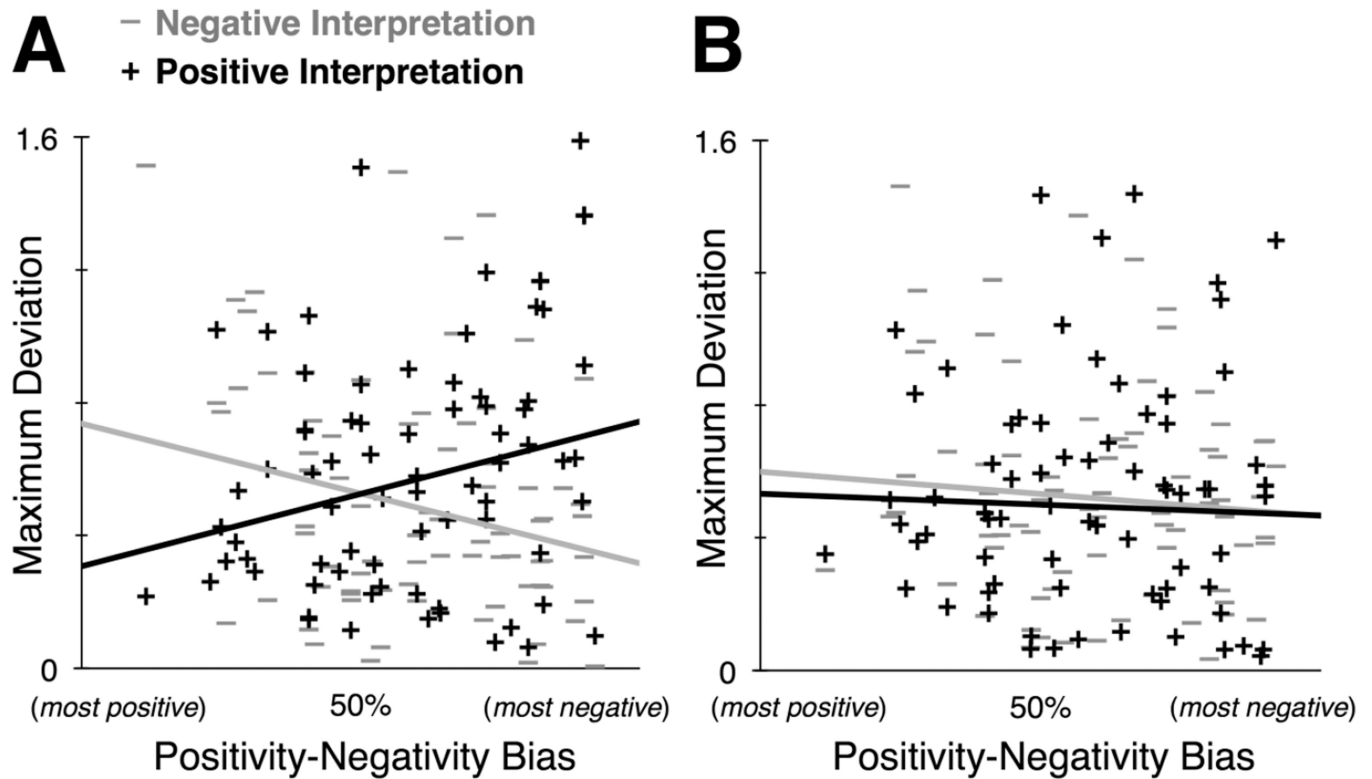 A
− Negative Interpretation
+ Positive Interpretation
1.6
Maximum Deviation
0
(most positive) 50% (most negative)
Positivity-Negativity Bias
B
1.6
Maximum Deviation
0
(most positive) 50% (most negative)
Positivity-Negativity Bias